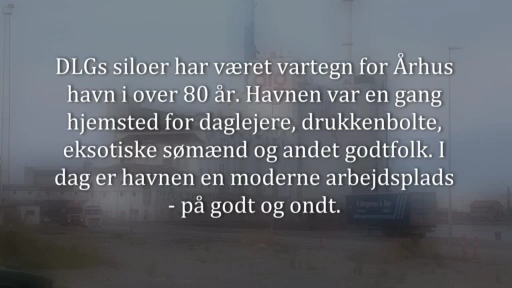 DLGs siloer har været vartegn for Århus
havn i over 80 år. Havnen var en gang
hjemsted for daglejere, drukkenbolte,
eksotiske sømænd og andet godtfolk. I
dag er havnen en moderne arbejdsplads
- på godt og ondt.